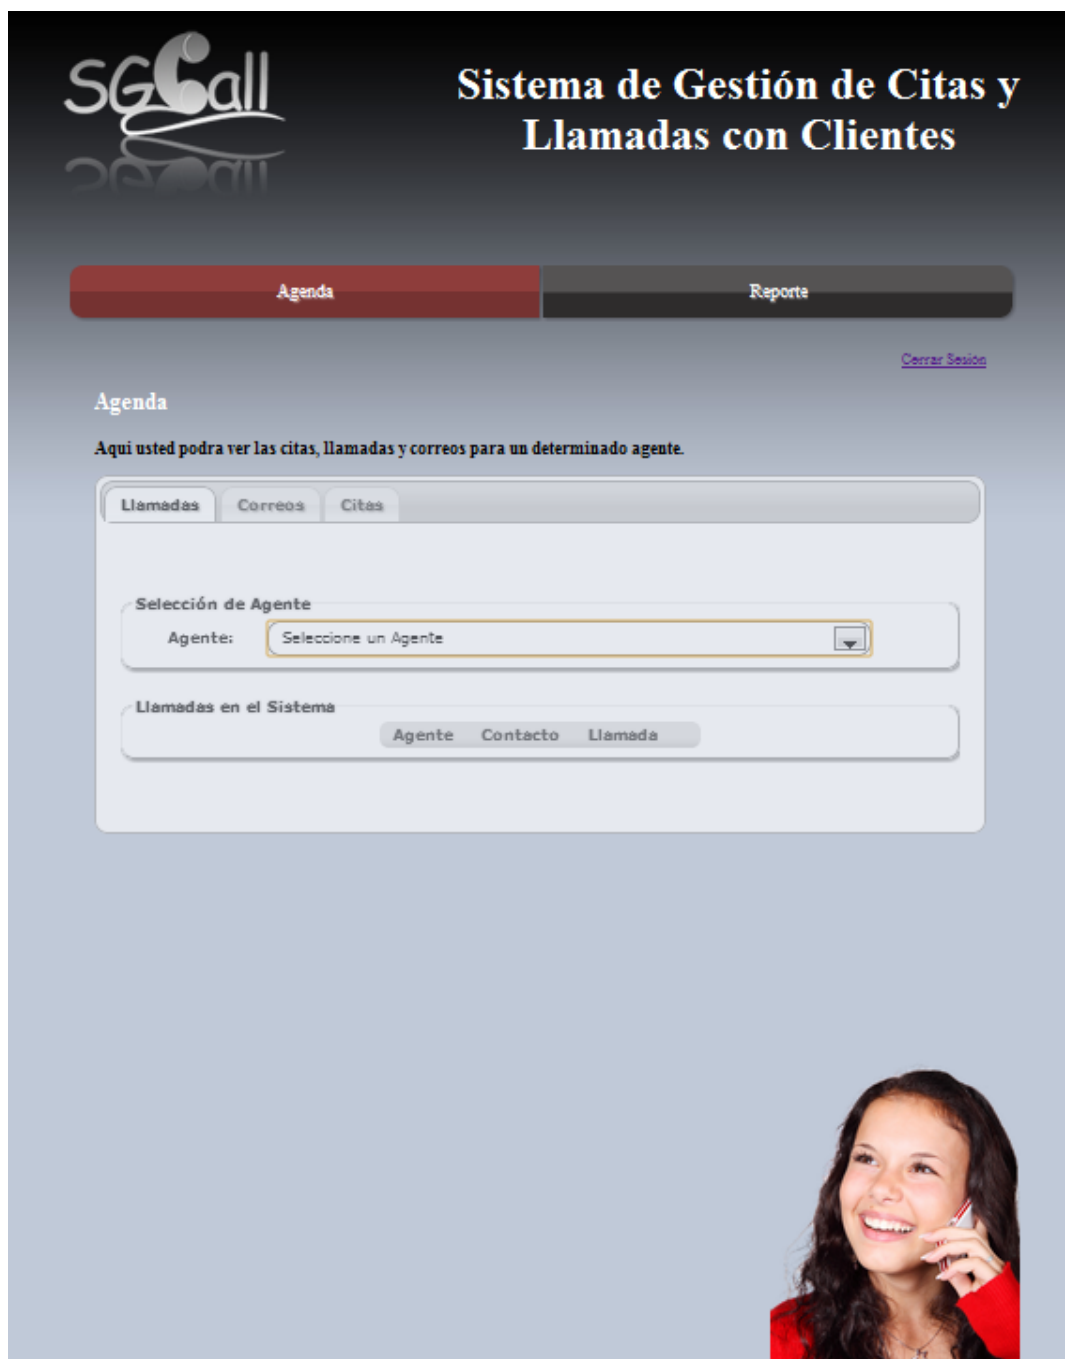 SGCall
Sistema de Gestión de Citas y
Llamadas con Clientes
Agenda
Reporte
Cerrar Sesión
Agenda
Aqui usted podra ver las citas, llamadas y correos para un determinado agente.
Llamadas Correos Citas
Selección de Agente
Agente: Seleccione un Agente
Llamadas en el Sistema
Agente Contacto Llamada